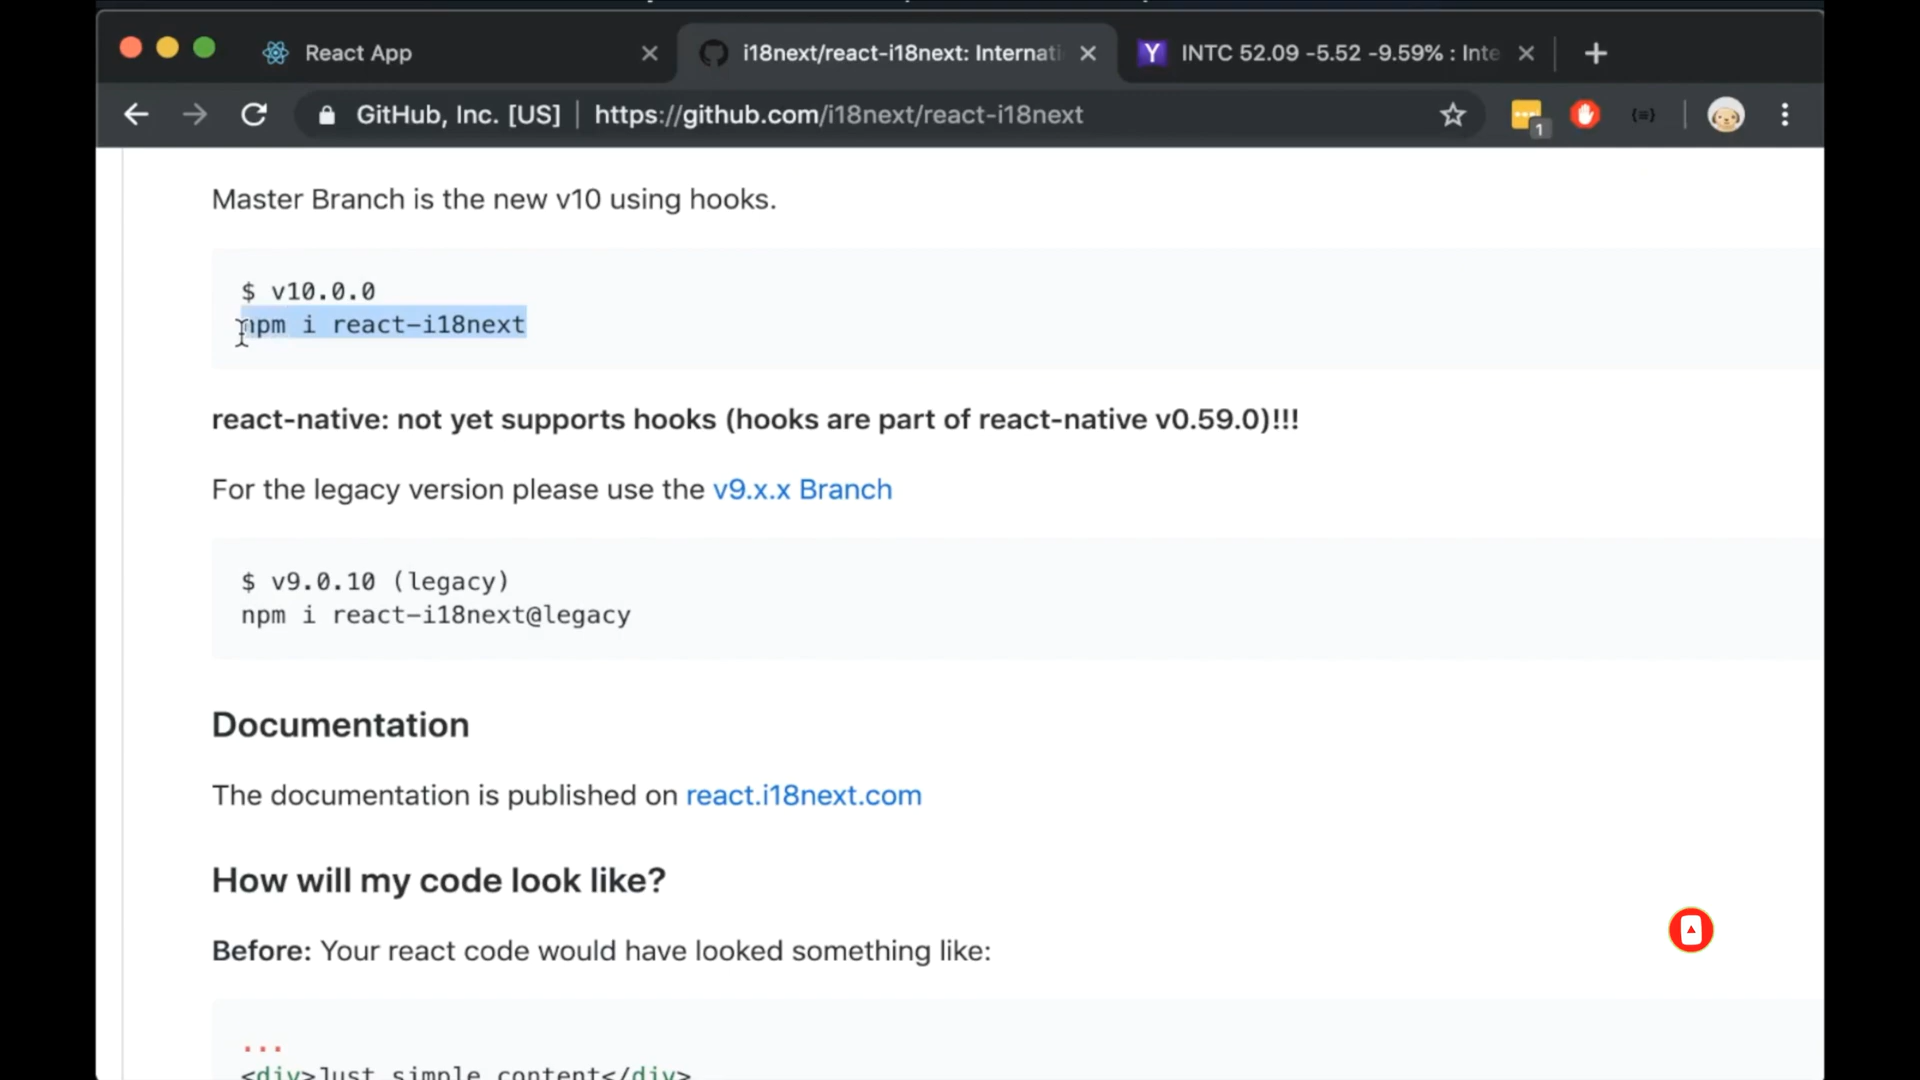 React App
i18next/react-i18next: Internati
INTC 52.09 -5.52 -9.59% : Inte
GitHub, Inc. [US] | https://github.com/i18next/react-i18next
1
Master Branch is the new v10 using hooks.
$ v10.0.0
npm i react-i18next
react-native: not yet supports hooks (hooks are part of react-native v0.59.0)!!!
For the legacy version please use the v9.x.x Branch
$ v9.0.10 (legacy)
npm i react-i18next@legacy
Documentation
The documentation is published on react.i18next.com
How will my code look like?
Before: Your react code would have looked something like:
...
<div>Just simple content</div>